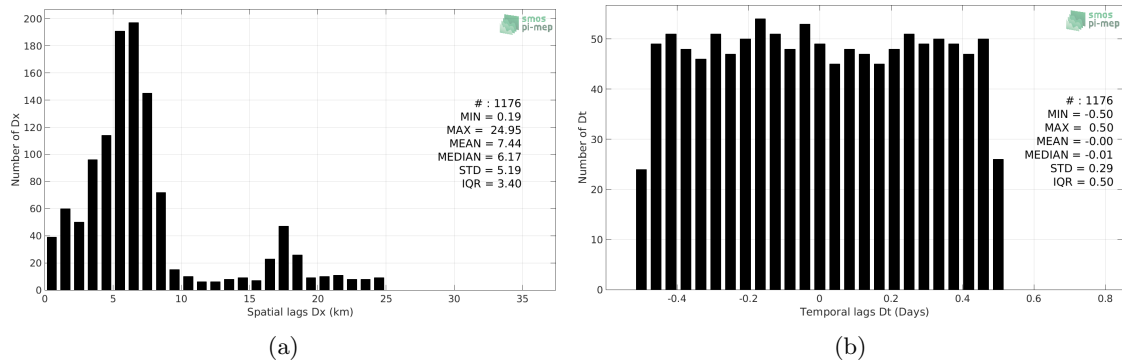 200
180
160
140
120
100
80
60
40
20
0
Number of Dx
0 5 10 15 20 25 30 35
Spatial lags Dx (km)
smos
pi-mep
# : 1176
MIN = 0.19
MAX = 24.95
MEAN = 7.44
MEDIAN = 6.17
STD = 5.19
IQR = 3.40
(a)
50
40
30
20
10
0
Number of Dt
-0.4 -0.2 0 0.2 0.4 0.6 0.8
Temporal lags Dt (Days)
smos
pi-mep
# : 1176
MIN = -0.50
MAX = 0.50
MEAN = -0.00
MEDIAN = -0.01
STD = 0.29
IQR = 0.50
(b)